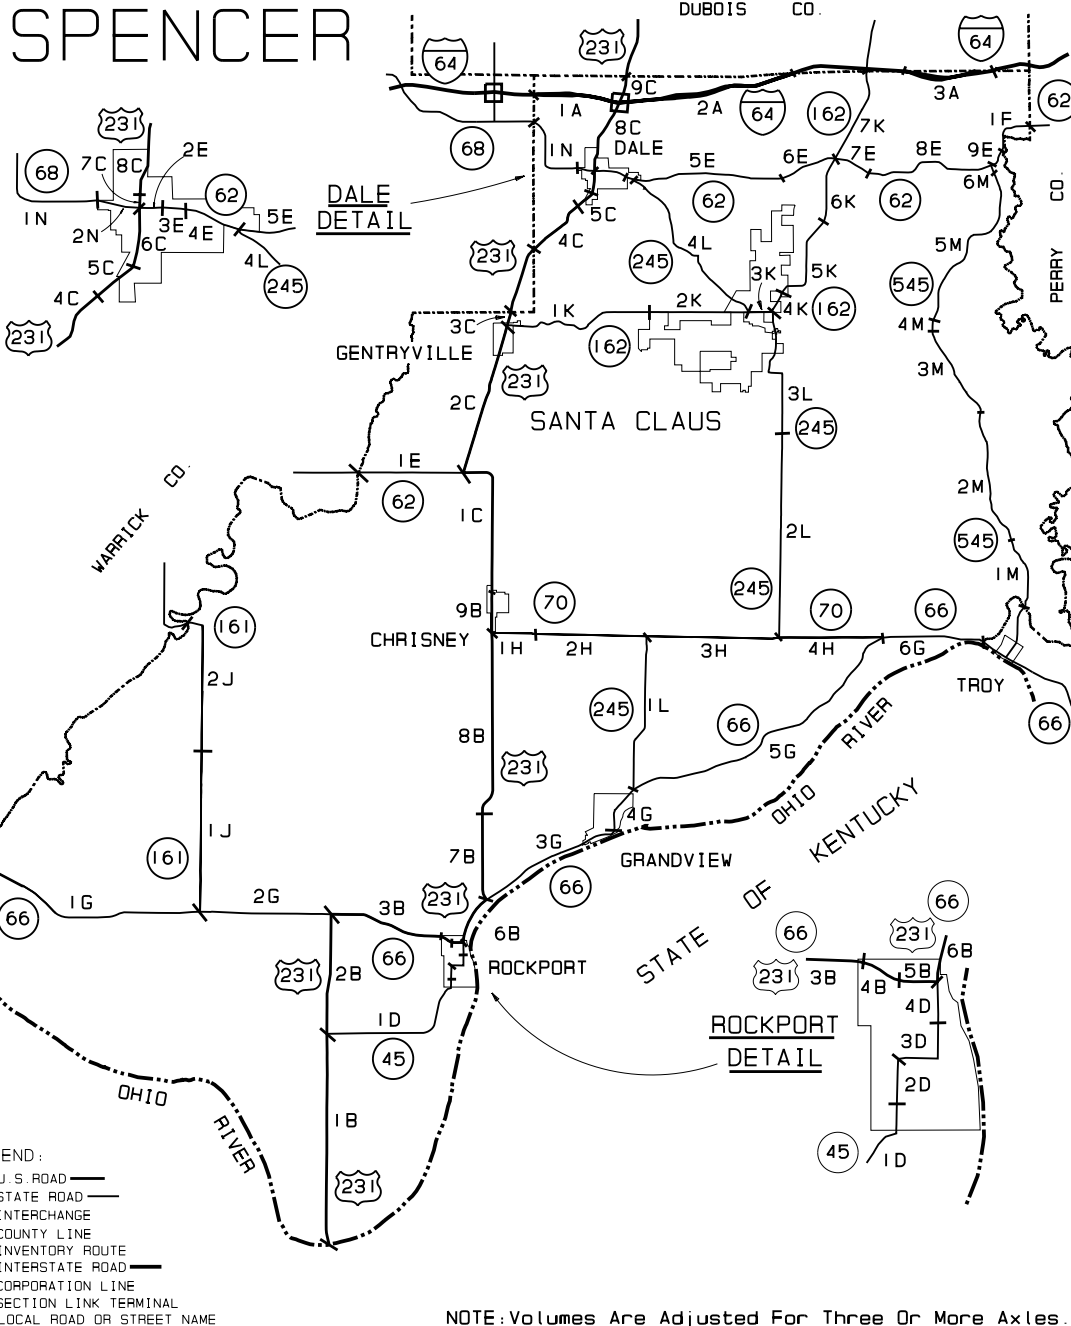 SPENCER
DUBOIS CO.
231
64
64
9C
1A
2A
64
3A
62
162
7K
1F
231
7C
8C
2E
68
62
1N
2N
3E
4E
5E
6C
5C
4L
245
4C
231
68
8C
DALE
1N
5E
6E
7E
8E
9E
6M
62
62
6K
DALE
DETAIL
5C
4C
231
4L
245
3K
5K
5M
545
PERRY CO.
3C
1K
2K
4K
162
162
4M
GENTRYVILLE
231
3M
2C
SANTA CLAUS
3L
245
1E
62
WARRICK CO.
1C
2M
2L
545
1M
245
70
70
66
9B
161
CHRISNEY
1H
2H
3H
4H
6G
2J
TROY
245
1L
66
66
8B
231
5G
RIVER
OHIO
1J
161
4G
3G
GRANDVIEW
KENTUCKY
7B
66
OF
STATE
1G
2G
3B
231
66
66
6B
ROCKPORT
231
2B
1D
45
66
66
231
231
6B
3B
4B
5B
4D
3D
2D
45
1D
ROCKPORT
DETAIL
OHIO
RIVER
1B
231
END:
U.S.ROAD
STATE ROAD
INTERCHANGE
COUNTY LINE
INVENTORY ROUTE
INTERSTATE ROAD
CORPORATION LINE
SECTION LINK TERMINAL
LOCAL ROAD OR STREET NAME
NOTE:Volumes Are Adjusted For Three Or More Axles.